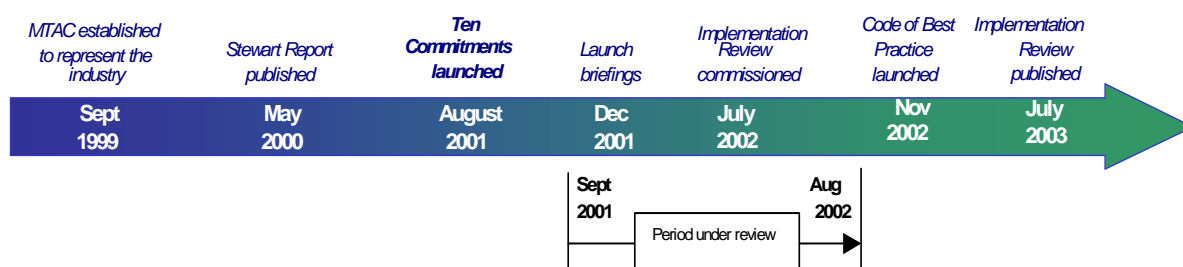 MTAC established
to represent the
industry
Stewart Report
published
Ten
Commitments
launched
Launch
briefings
Implementation
Review
commissioned
Code of Best
Practice
launched
Implementation
Review
published
Sept
1999
May
2000
August
2001
Dec
2001
July
2002
Nov
2002
July
2003
Sept
2001
Period under review
Aug
2002